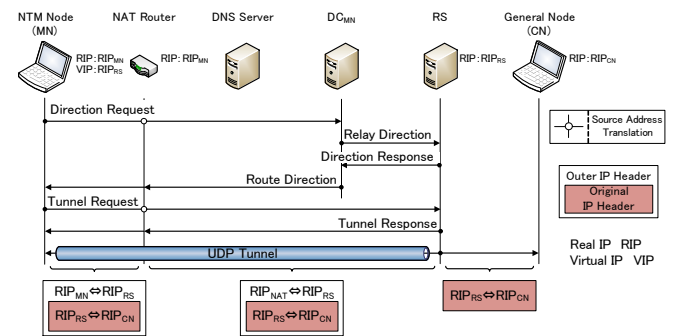 NTM Node
(MN)
NAT Router
DNS Server
DC_MN
RS
General Node
(CN)
RIP:RIP_MN
VIP:RIP_RS
RIP:RIP_MN
RIP:RIP_RS
RIP:RIP_CN
Direction Request
Relay Direction
Direction Response
Route Direction
Tunnel Request
Tunnel Response
UDP Tunnel
Source Address
Translation
Outer IP Header
Original
IP Header
Real IP RIP
Virtual IP VIP
RIP_MN⇔RIP_RS
RIP_RS⇔RIP_CN
RIP_NAT⇔RIP_RS
RIP_RS⇔RIP_CN
RIP_RS⇔RIP_CN